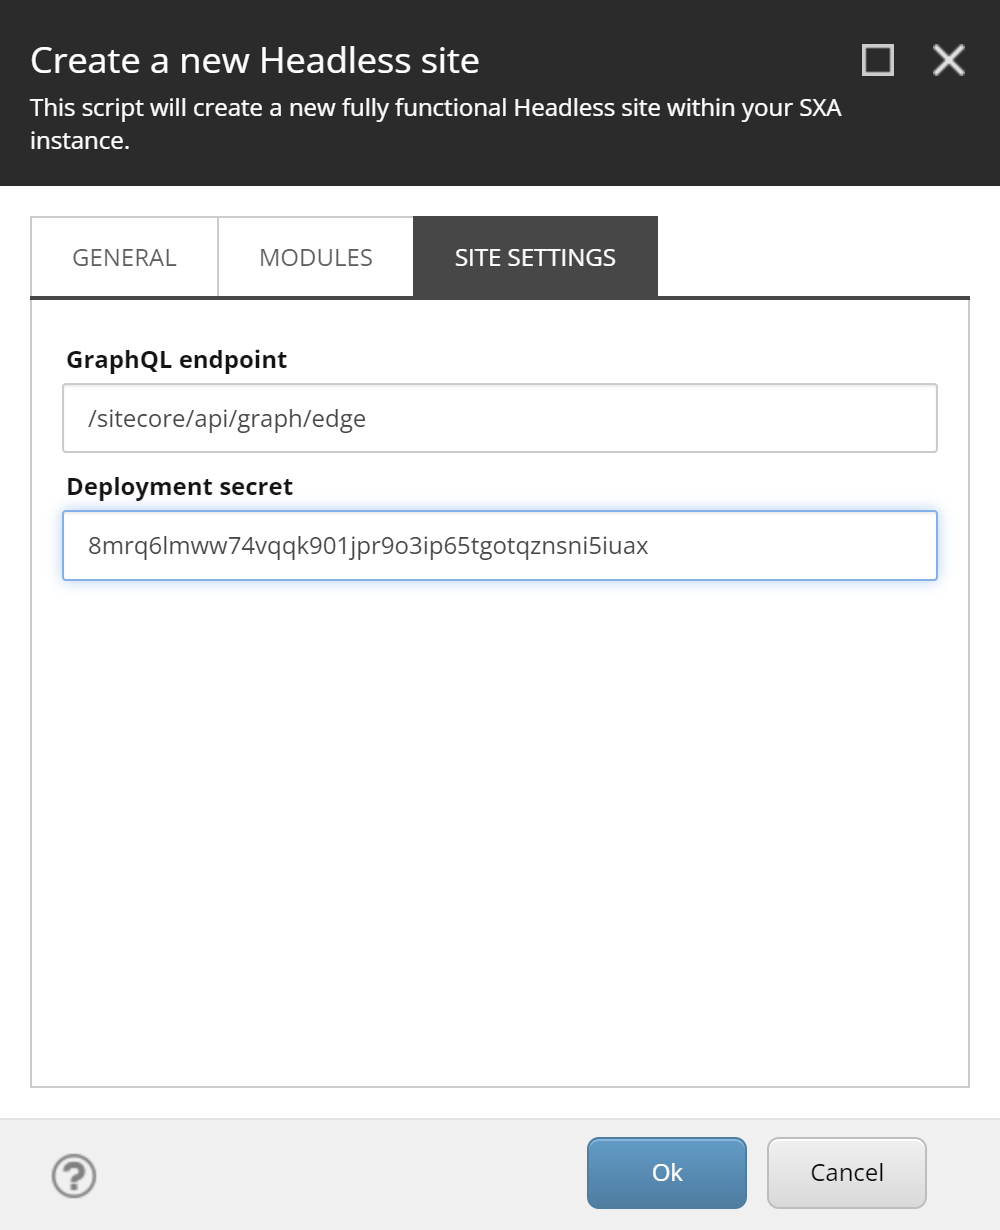 Create a new Headless site
This script will create a new fully functional Headless site within your SXA
instance.
GENERAL
MODULES
SITE SETTINGS
GraphQL endpoint
/sitecore/api/graph/edge
Deployment secret
8mrq6lmww74vqqk901jpr9o3ip65tgotqznsni5iuax
Ok
Cancel